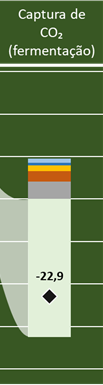 Captura de
CO₂
(fermentação)
-22,9